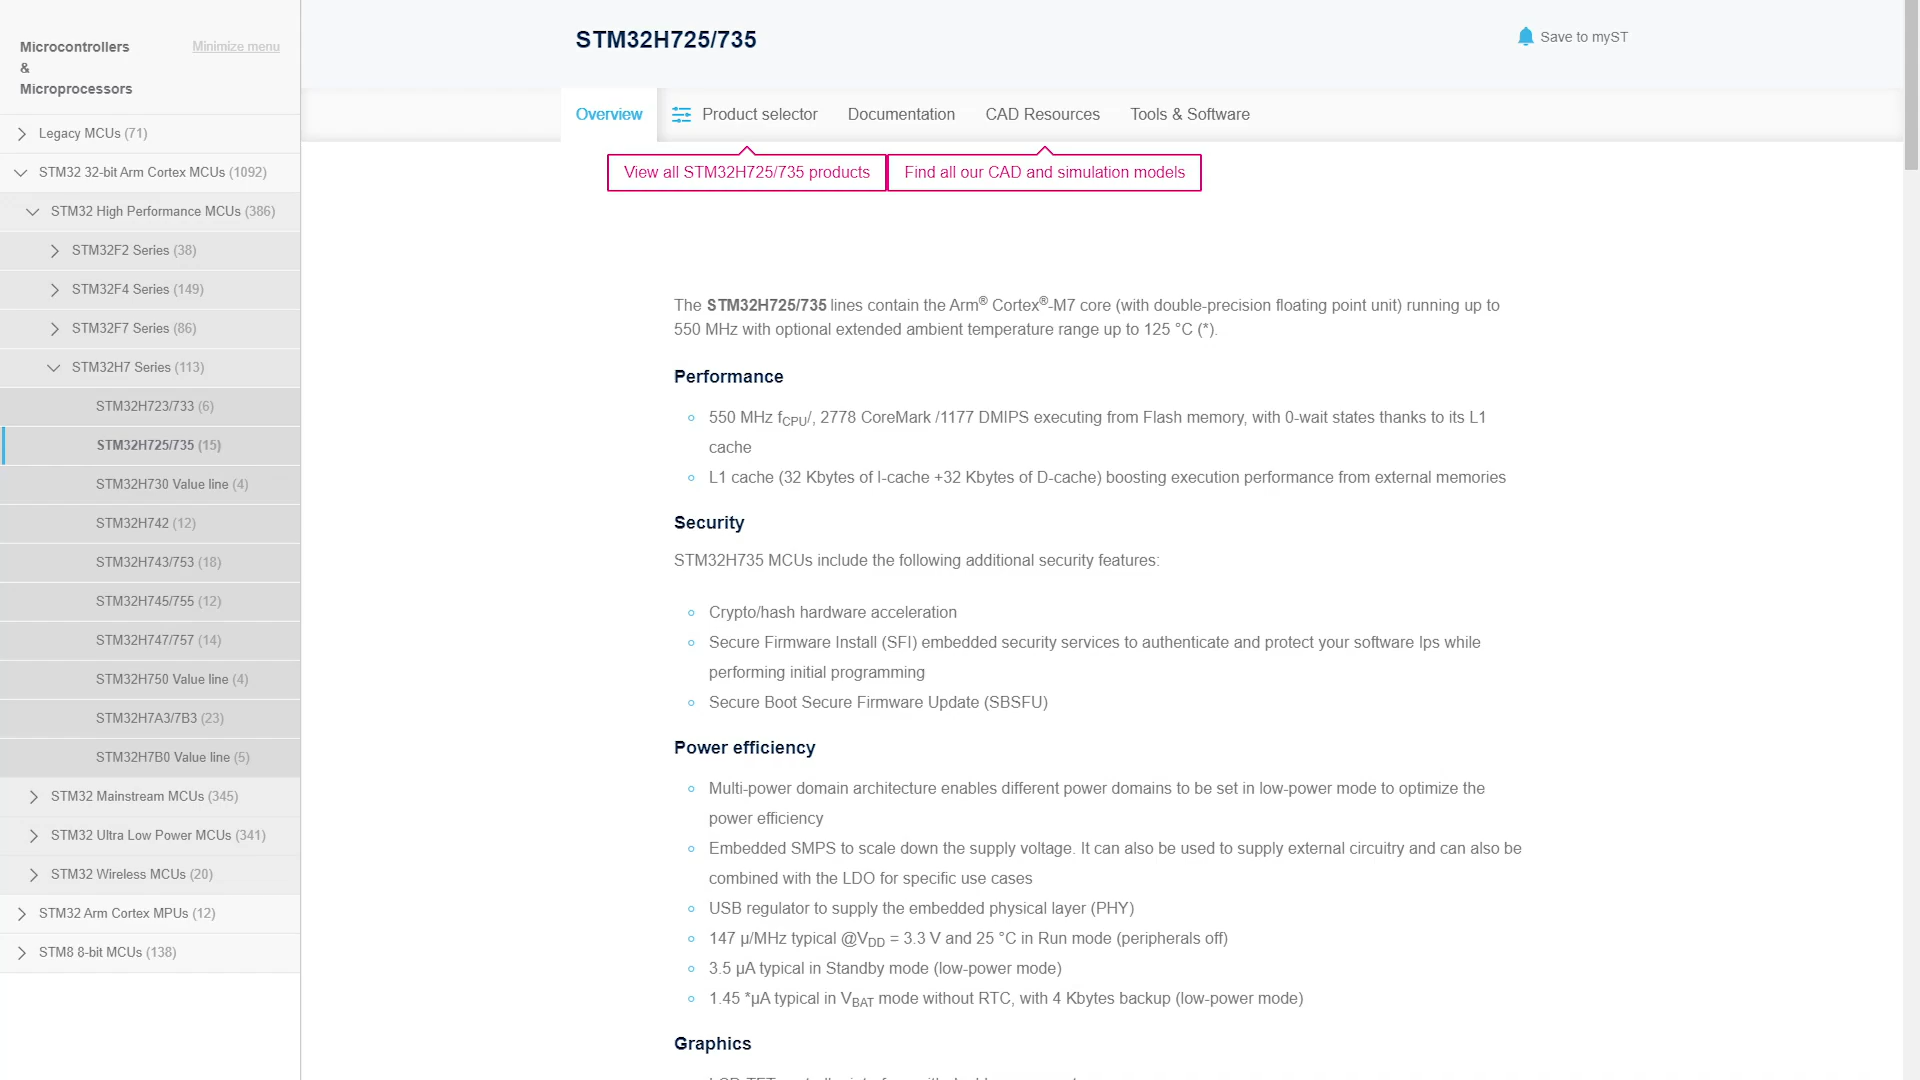 Microcontrollers
&
Microprocessors
Minimize menu
Legacy MCUs (71)
STM32 32-bit Arm Cortex MCUs (1092)
STM32 High Performance MCUs (386)
STM32F2 Series (38)
STM32F4 Series (149)
STM32F7 Series (86)
STM32H7 Series (113)
STM32H723/733 (6)
STM32H725/735 (15)
STM32H730 Value line (4)
STM32H742 (12)
STM32H743/753 (18)
STM32H745/755 (12)
STM32H747/757 (14)
STM32H750 Value line (4)
STM32H7A3/7B3 (23)
STM32H7B0 Value line (5)
STM32 Mainstream MCUs (345)
STM32 Ultra Low Power MCUs (341)
STM32 Wireless MCUs (20)
STM32 Arm Cortex MPUs (12)
STM8 8-bit MCUs (138)
STM32H725/735
Save to myST
Overview
Product selector
Documentation
CAD Resources
Tools & Software
View all STM32H725/735 products
Find all our CAD and simulation models
The STM32H725/735 lines contain the Arm® Cortex®-M7 core (with double-precision floating point unit) running up to
550 MHz with optional extended ambient temperature range up to 125 °C (*).
Performance
550 MHz fCPU/, 2778 CoreMark /1177 DMIPS executing from Flash memory, with 0-wait states thanks to its L1
cache
L1 cache (32 Kbytes of I-cache +32 Kbytes of D-cache) boosting execution performance from external memories
Security
STM32H735 MCUs include the following additional security features:
Crypto/hash hardware acceleration
Secure Firmware Install (SFI) embedded security services to authenticate and protect your software Ips while
performing initial programming
Secure Boot Secure Firmware Update (SBSFU)
Power efficiency
Multi-power domain architecture enables different power domains to be set in low-power mode to optimize the
power efficiency
Embedded SMPS to scale down the supply voltage. It can also be used to supply external circuitry and can also be
combined with the LDO for specific use cases
USB regulator to supply the embedded physical layer (PHY)
147 µ/MHz typical @VDD = 3.3 V and 25 °C in Run mode (peripherals off)
3.5 µA typical in Standby mode (low-power mode)
1.45 *µA typical in VBAT mode without RTC, with 4 Kbytes backup (low-power mode)
Graphics